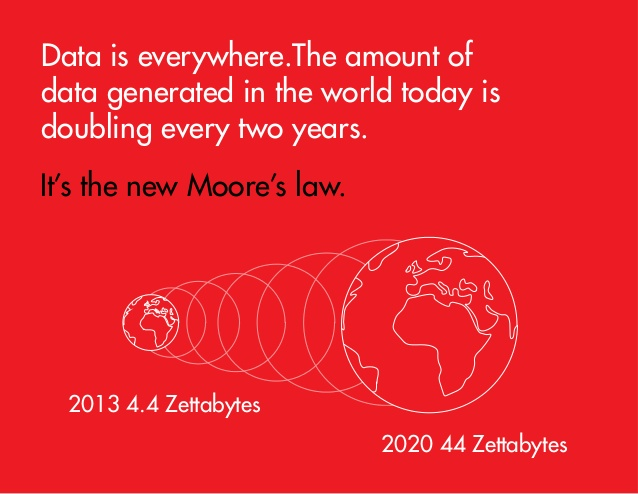 Data is everywhere.The amount of
data generated in the world today is
doubling every two years.
It’s the new Moore’s law.
2013 4.4 Zettabytes
2020 44 Zettabytes